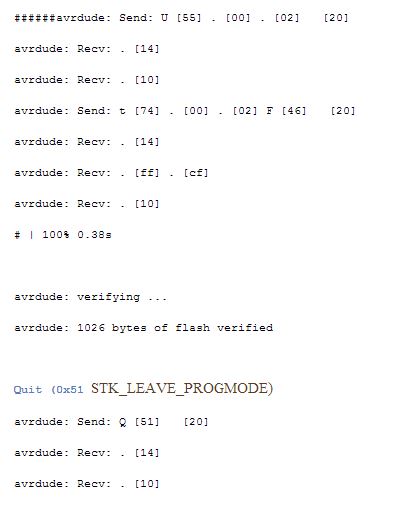 ######avrdude: Send: U [55] . [00] . [02]   [20]
avrdude: Recv: . [14]
avrdude: Recv: . [10]
avrdude: Send: t [74] . [00] . [02] F [46]   [20]
avrdude: Recv: . [14]
avrdude: Recv: . [ff] . [cf]
avrdude: Recv: . [10]
# | 100% 0.38s
avrdude: verifying ...
avrdude: 1026 bytes of flash verified
Quit (0x51 STK_LEAVE_PROGMODE)
avrdude: Send: Q [51]   [20]
avrdude: Recv: . [14]
avrdude: Recv: . [10]